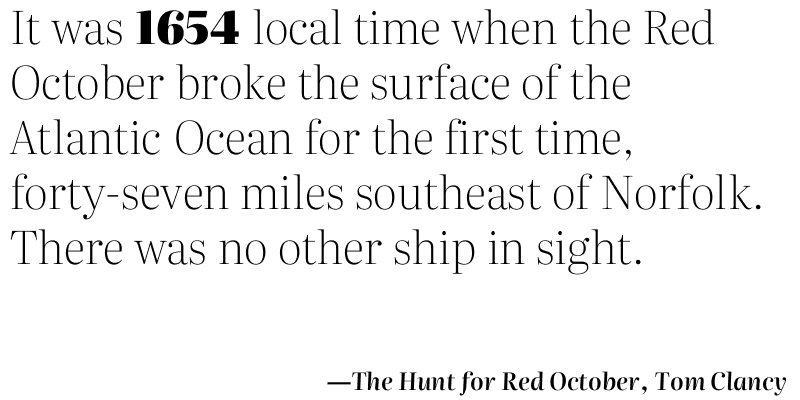 It was 1654 local time when the Red
October broke the surface of the
Atlantic Ocean for the first time,
forty-seven miles southeast of Norfolk.
There was no other ship in sight.
—The Hunt for Red October, Tom Clancy